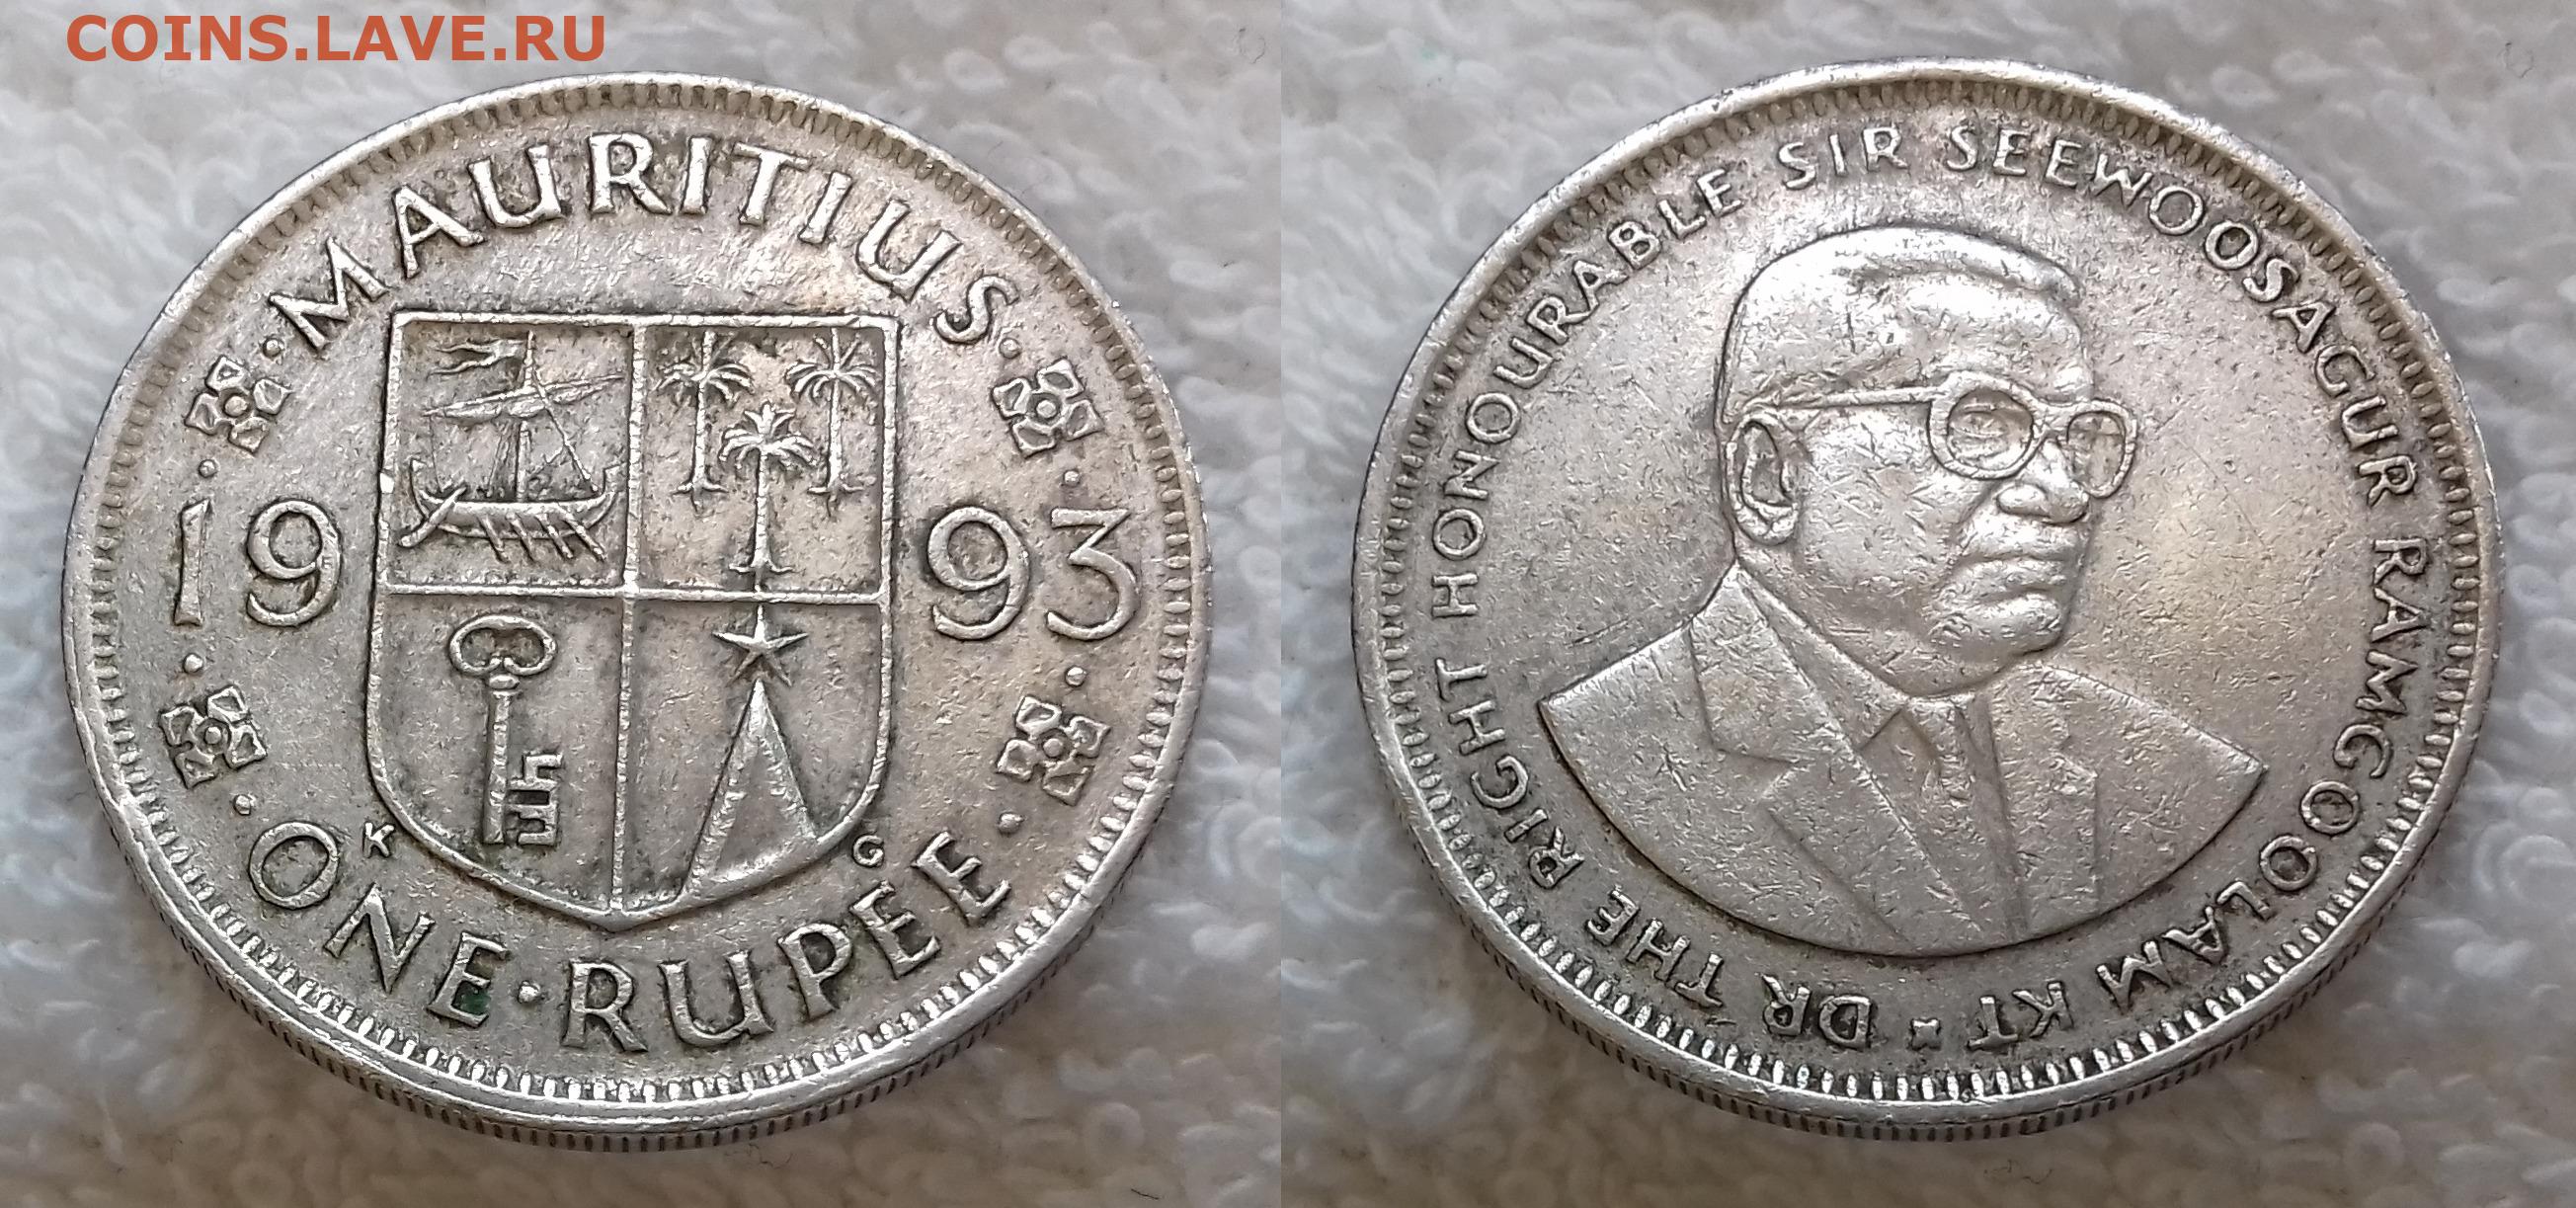 COINS.LAVE.RU
·MAURITIUS·
19 93
K G
·ONE·RUPEE·
DR THE RIGHT HONOURABLE SIR SEEWOOSAGUR RAMGOOLAM KT